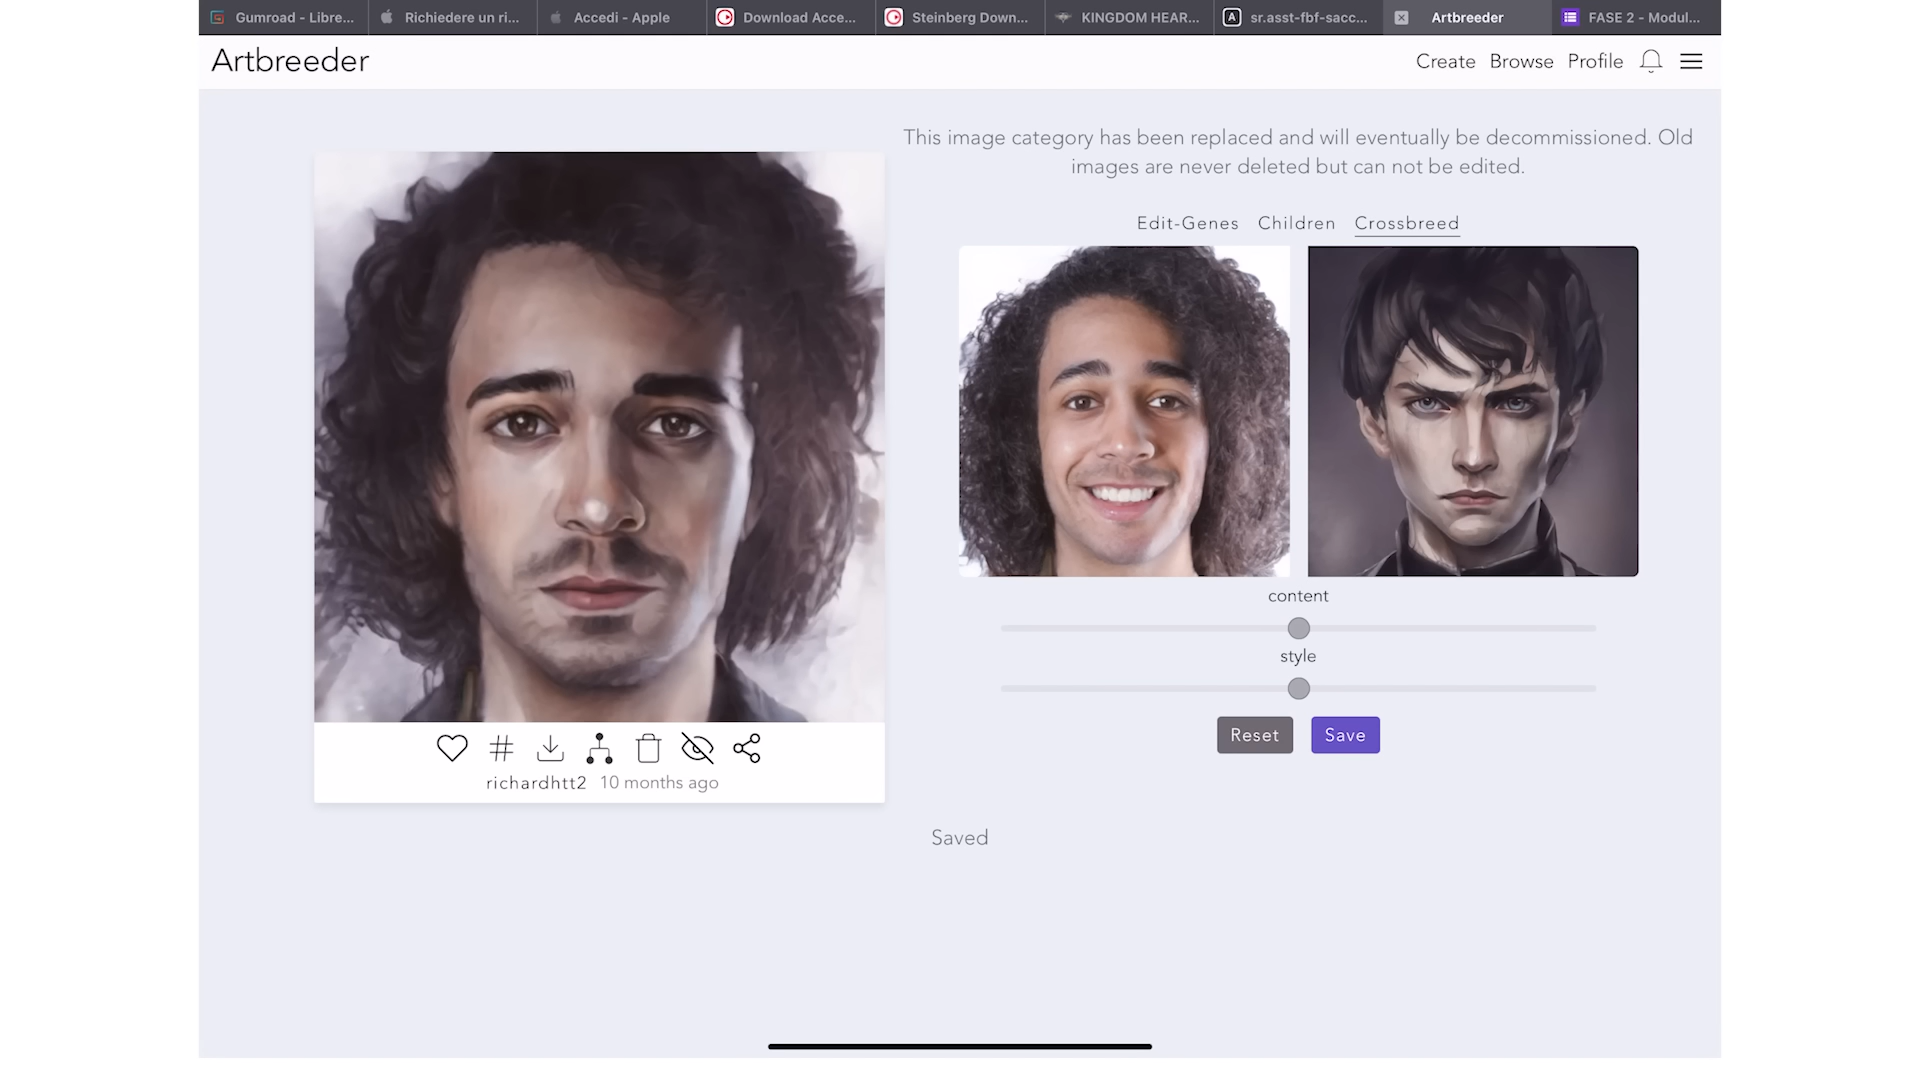 Gumroad - Libre...
Richiedere un ri...
Accedi - Apple
Download Acce...
Steinberg Down...
KINGDOM HEAR...
A
sr.asst-fbf-sacc...
Artbreeder
FASE 2 - Modul...
Artbreeder
Create Browse Profile
This image category has been replaced and will eventually be decommissioned. Old
images are never deleted but can not be edited.
Edit-Genes Children Crossbreed
content
style
Reset Save
#
richardhtt2 10 months ago
Saved